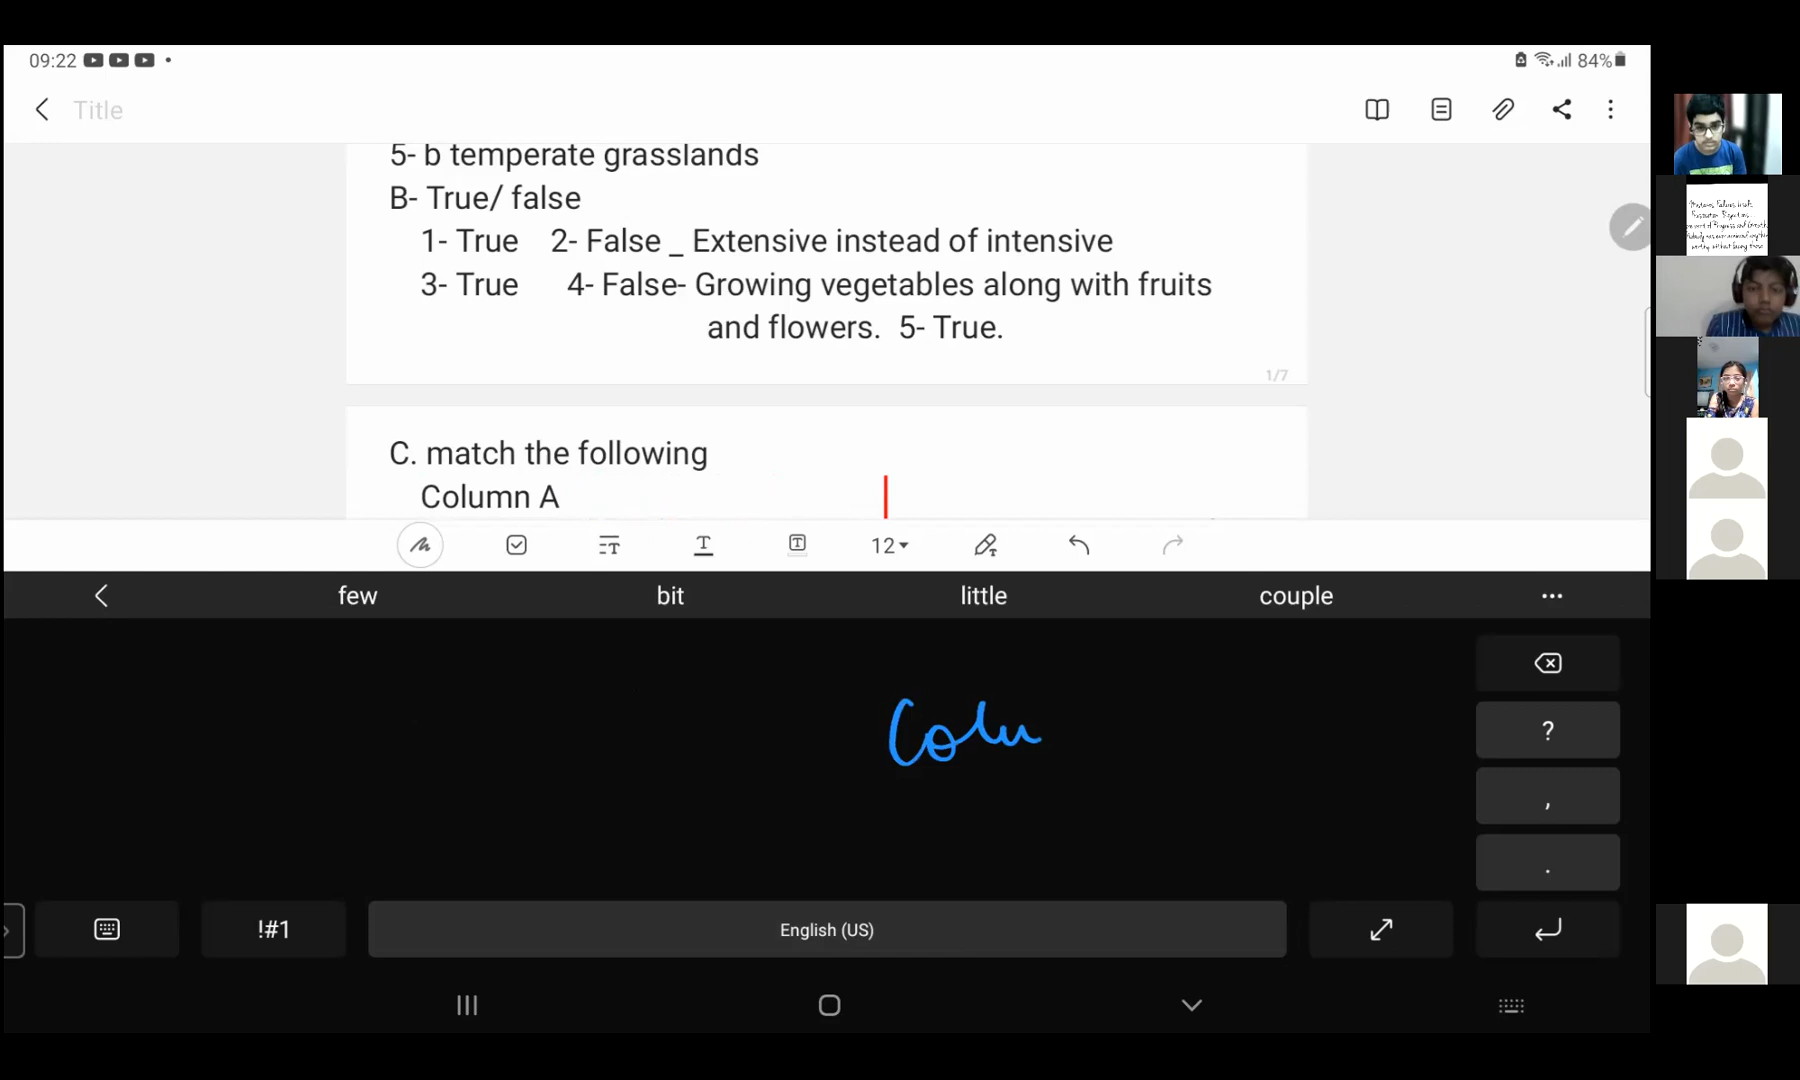 09:22
84%
Title
5- b temperate grasslands
B- True/ false
1- True 2- False _ Extensive instead of intensive
3- True 4- False- Growing vegetables along with fruits
and flowers. 5- True.
1/7
C. match the following
Column A
12
few bit little couple ...
Colu
?
,
.
!#1
English (US)